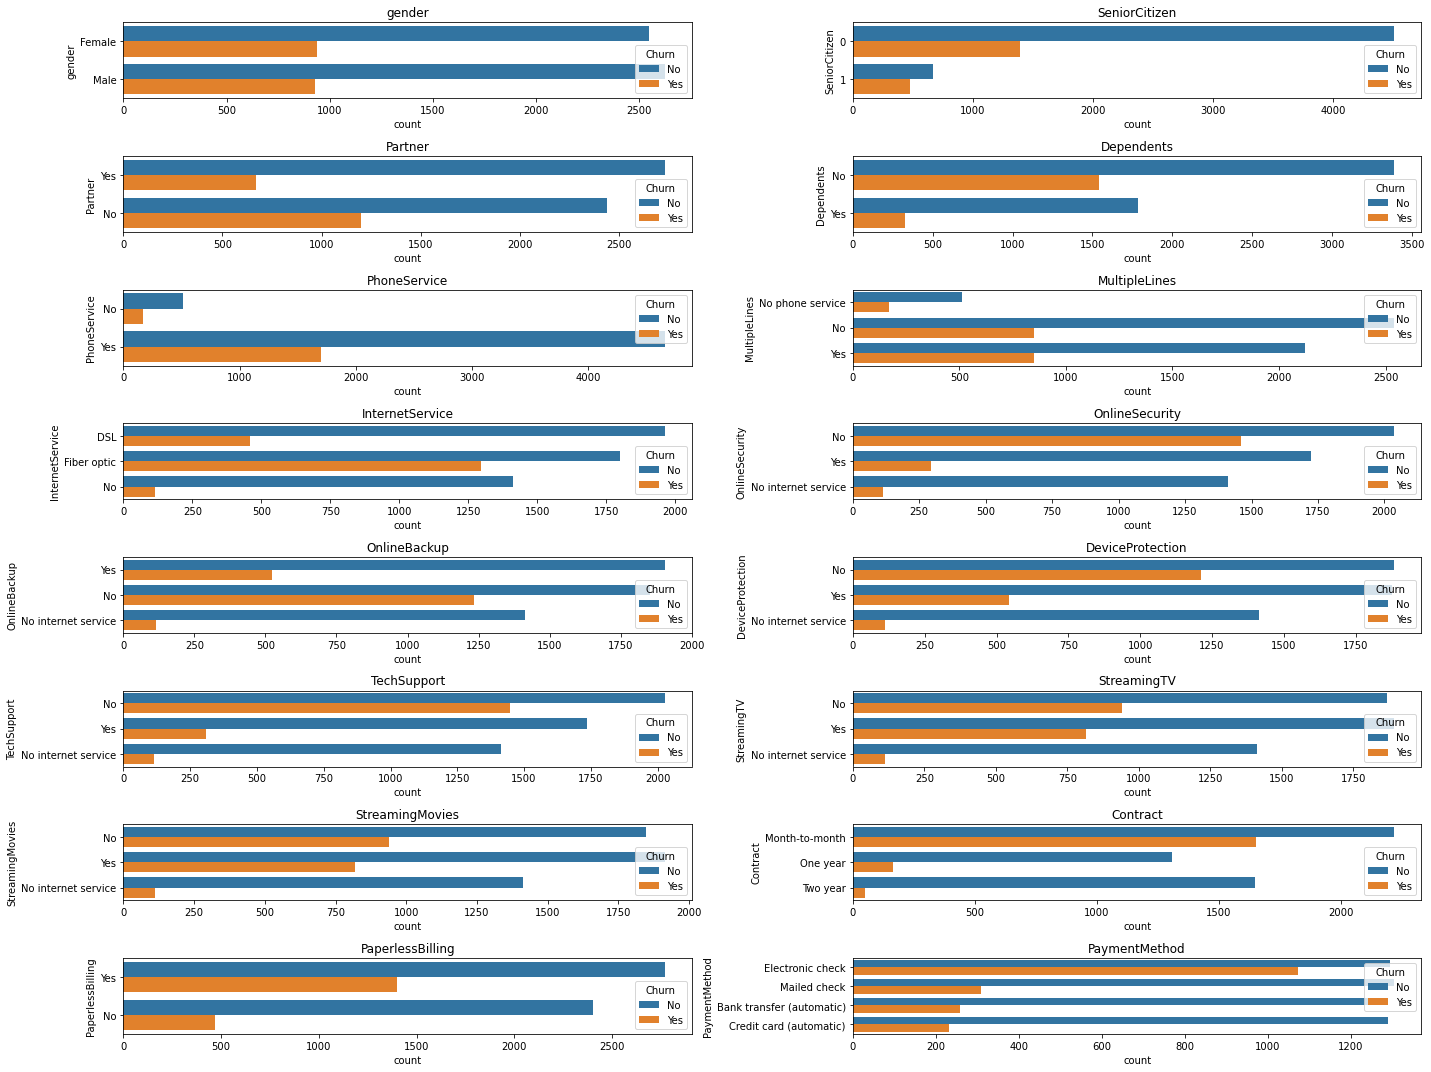 gender
gender
Female
Male
0 500 1000 1500 2000 2500
count
Churn
No
Yes
SeniorCitizen
SeniorCitizen
0
1
0 1000 2000 3000 4000
count
Churn
No
Yes
Partner
Partner
Yes
No
0 500 1000 1500 2000 2500
count
Churn
No
Yes
Dependents
Dependents
No
Yes
0 500 1000 1500 2000 2500 3000 3500
count
Churn
No
Yes
PhoneService
PhoneService
No
Yes
0 1000 2000 3000 4000
count
Churn
No
Yes
MultipleLines
MultipleLines
No phone service
No
Yes
0 500 1000 1500 2000 2500
count
Churn
No
Yes
InternetService
InternetService
DSL
Fiber optic
No
0 250 500 750 1000 1250 1500 1750 2000
count
Churn
No
Yes
OnlineSecurity
OnlineSecurity
No
Yes
No internet service
0 250 500 750 1000 1250 1500 1750 2000
count
Churn
No
Yes
OnlineBackup
OnlineBackup
Yes
No
No internet service
0 250 500 750 1000 1250 1500 1750 2000
count
Churn
No
Yes
DeviceProtection
DeviceProtection
No
Yes
No internet service
0 250 500 750 1000 1250 1500 1750
count
Churn
No
Yes
TechSupport
TechSuppport
No
Yes
No internet service
0 250 500 750 1000 1250 1500 1750 2000
count
Churn
No
Yes
StreamingTV
StreamingTV
No
Yes
No internet service
0 250 500 750 1000 1250 1500 1750
count
Churn
No
Yes
StreamingMovies
StreamingMovies
No
Yes
No internet service
0 250 500 750 1000 1250 1500 1750 2000
count
Churn
No
Yes
Contract
Contract
Month-to-month
One year
Two year
0 500 1000 1500 2000
count
Churn
No
Yes
PaperlessBilling
PaperlessBilling
Yes
No
0 500 1000 1500 2000 2500
count
Churn
No
Yes
PaymentMethod
PaymentMethod
Electronic check
Mailed check
Bank transfer (automatic)
Credit card (automatic)
0 200 400 600 800 1000 1200
count
Churn
No
Yes